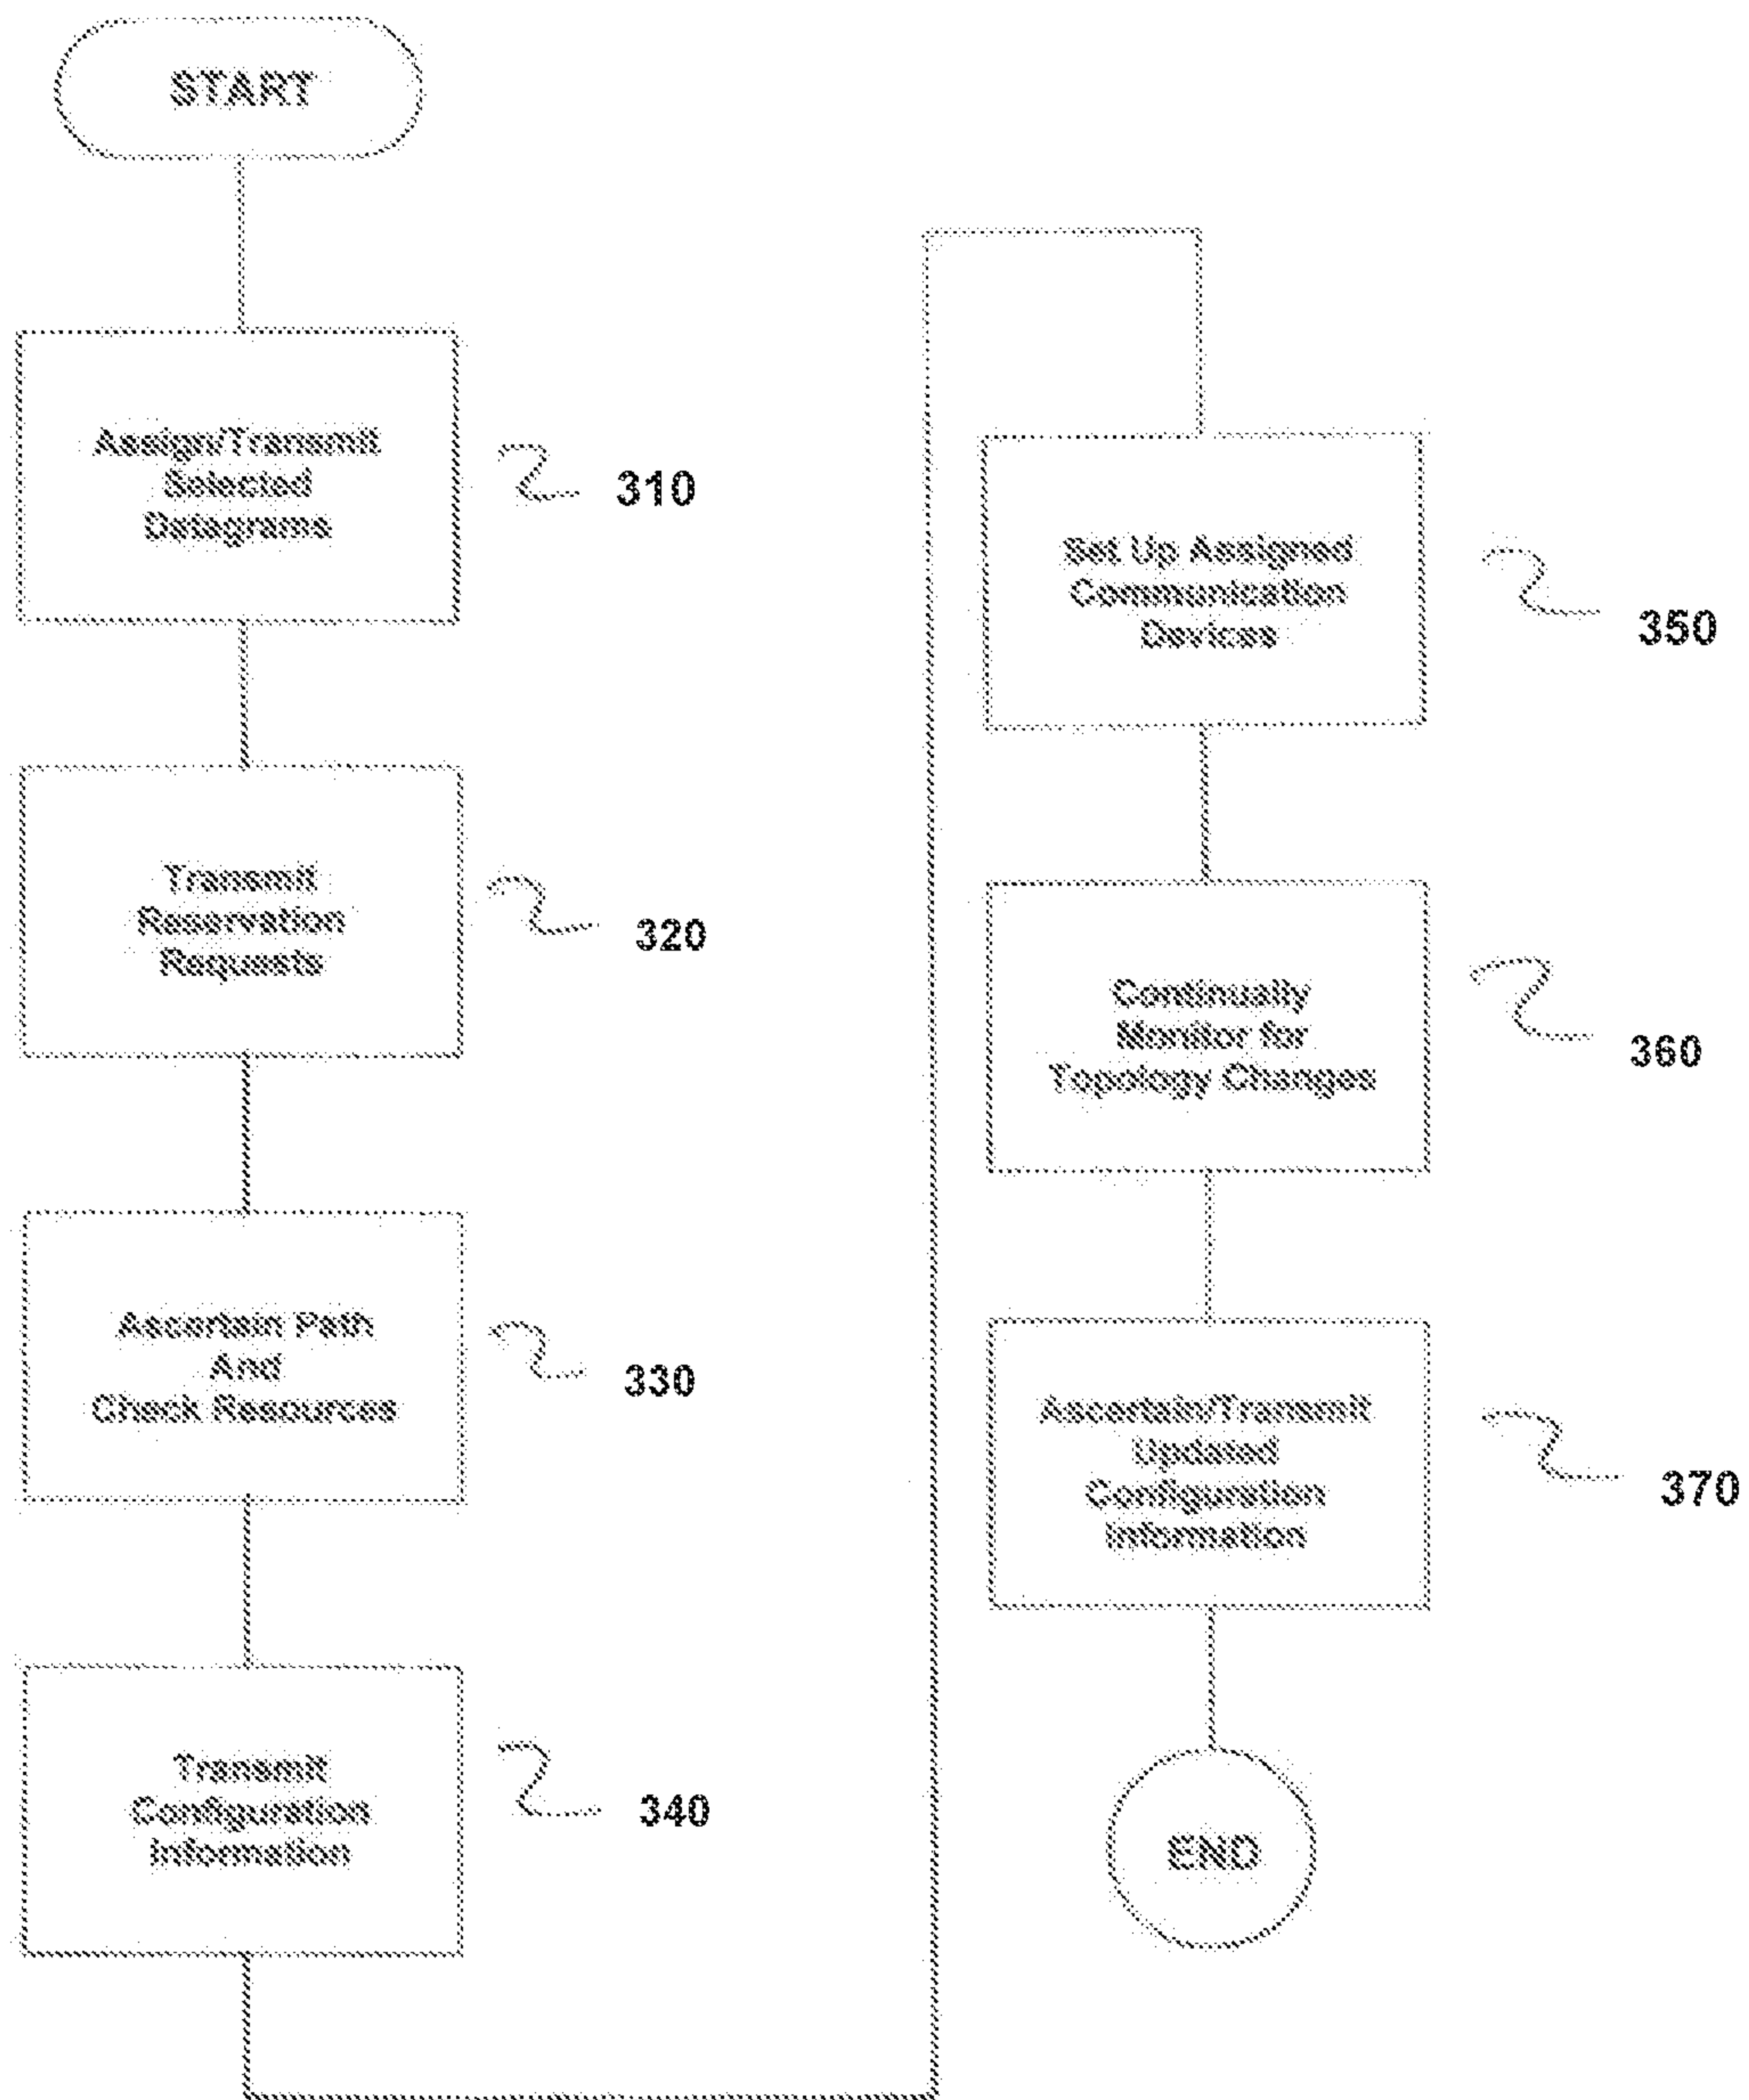 START
Assign/Transmit
Selected
Datagrams
310
Transmit
Reservation
Requests
320
Ascertain Path
And
Check Resources
330
Transmit
Configuration
Information
340
Set Up Assigned
Communication
Devices
350
Continually
Monitor for
Topology Changes
360
Ascertain/Transmit
Updated
Configuration
Information
370
END